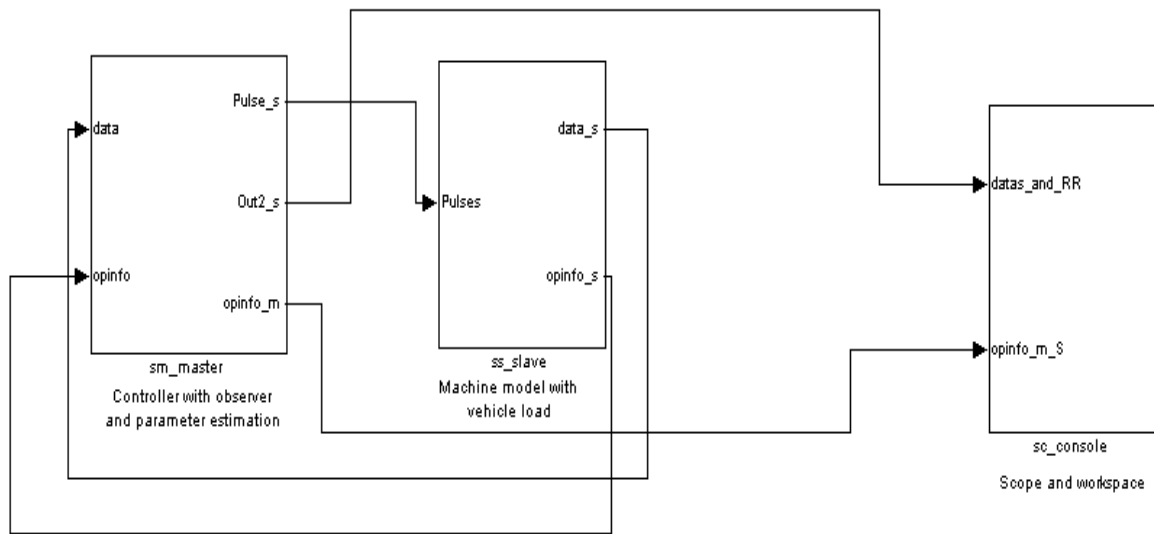 data
opinfo
Pulse_s
Out2_s
opinfo_m
sm_master
Controller with observer
and parameter estimation
Pulses
data_s
opinfo_s
ss_slave
Machine model with
vehicle load
datas_and_RR
opinfo_m_S
sc_console
Scope and workspace